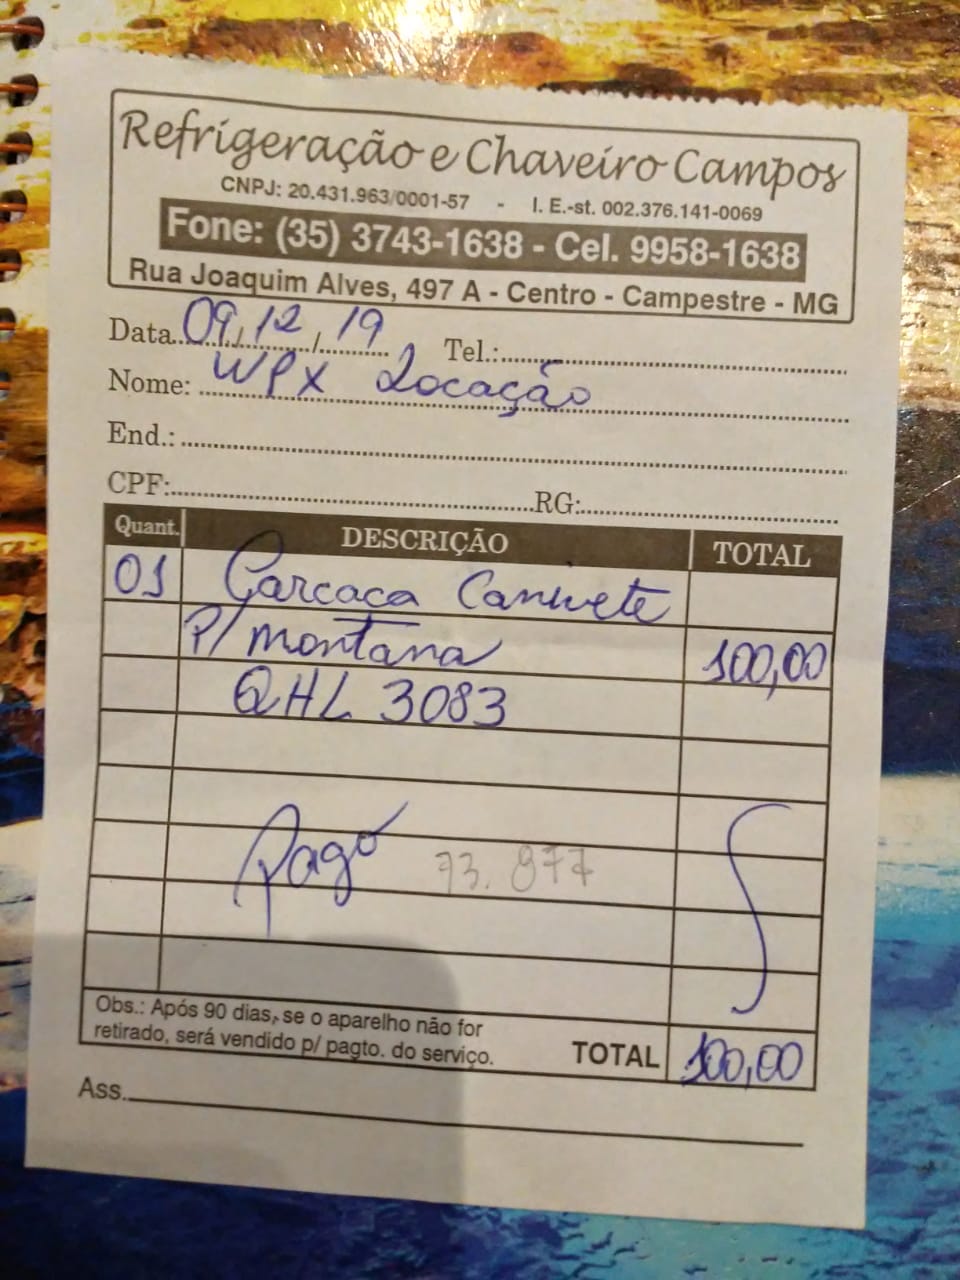 Refrigeração e Chaveiro Campos
CNPJ: 20.431.963/0001-57 - I. E.-st. 002.376.141-0069
Fone: (35) 3743-1638 - Cel. 9958-1638
Rua Joaquim Alves, 497 A - Centro - Campestre - MG
Data 09/12/19 Tel.:
Nome: WPX Locação
End.:
CPF: RG:
Quant. DESCRIÇÃO TOTAL
01 Carcaça Canivete
P/ montana 100,00
QHL 3083
Pago 73.977
Obs.: Após 90 dias, se o aparelho não for
retirado, será vendido p/ pagto. do serviço. TOTAL 100,00
Ass.